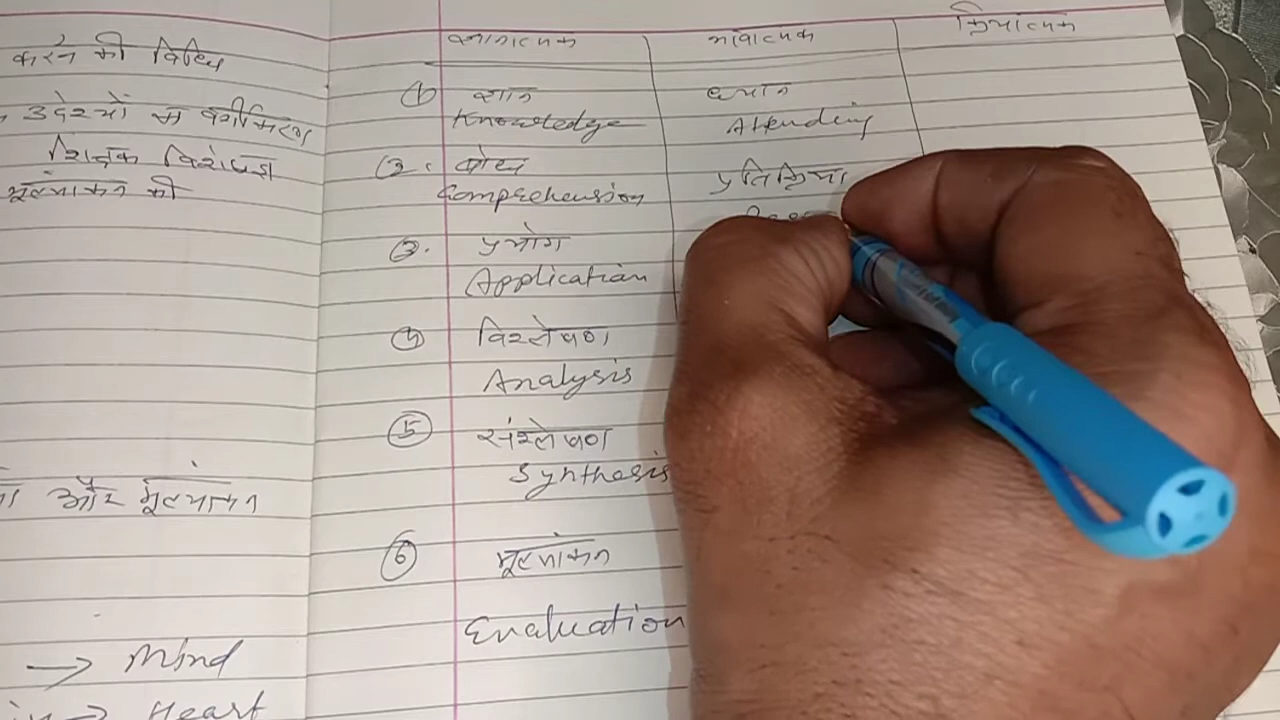 करने की विधि
उद्देश्यों का वर्गीकरण
शिक्षक विशेषज्ञ
मूल्यांकन की
और मूल्यांकन
→ Mind
→ Heart
ज्ञानात्मक भावात्मक क्रियात्मक
① ज्ञान ध्यान
Knowledge Attending
2. बोध प्रतिक्रिया
Comprehension
3. प्रयोग
Application
④ विश्लेषण
Analysis
⑤ संश्लेषण
Synthesis
⑥ मूल्यांकन
Evaluation